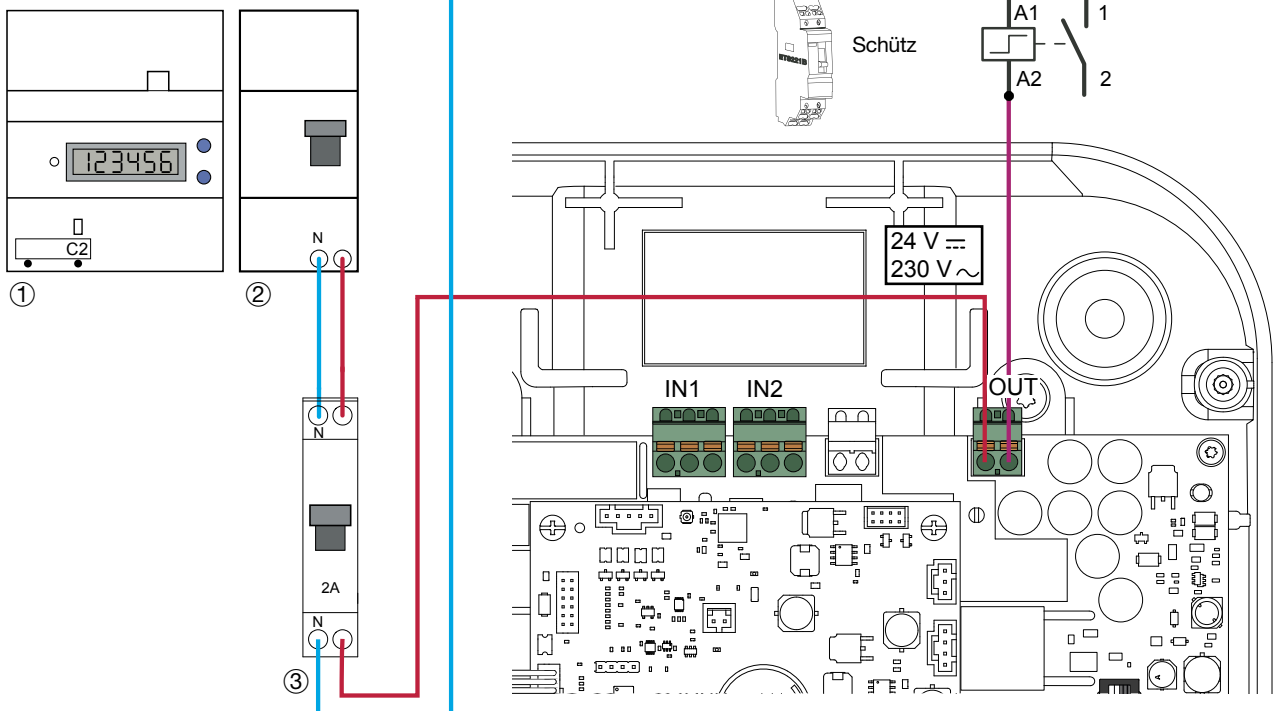 123456
C2
①
N
②
N
2A
N
③
Schütz
A1
1
A2
2
24 V
230 V
IN1
IN2
OUT